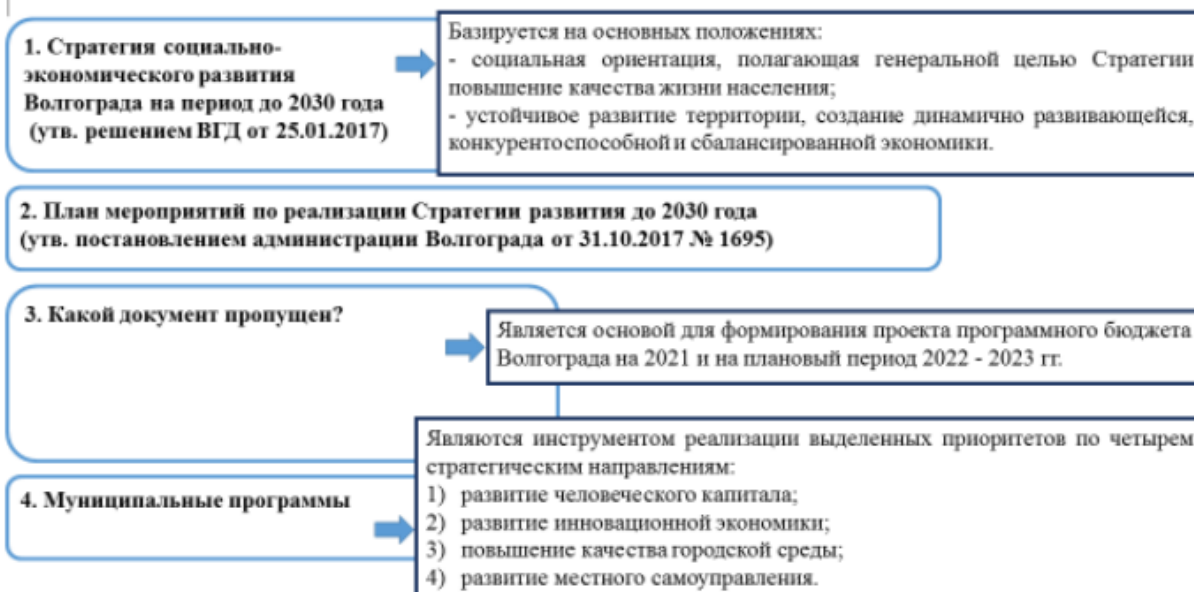 1. Стратегия социально-
экономического развития
Волгограда на период до 2030 года
(утв. решением ВГД от 25.01.2017)
Базируется на основных положениях:
- социальная ориентация, полагающая генеральной целью Стратегии
повышение качества жизни населения;
- устойчивое развитие территории, создание динамично развивающейся,
конкурентоспособной и сбалансированной экономики.
2. План мероприятий по реализации Стратегии развития до 2030 года
(утв. постановлением администрации Волгограда от 31.10.2017 № 1695)
3. Какой документ пропущен?
Является основой для формирования проекта программного бюджета
Волгограда на 2021 и на плановый период 2022 - 2023 гг.
4. Муниципальные программы
Являются инструментом реализации выделенных приоритетов по четырем
стратегическим направлениям:
1) развитие человеческого капитала;
2) развитие инновационной экономики;
3) повышение качества городской среды;
4) развитие местного самоуправления.